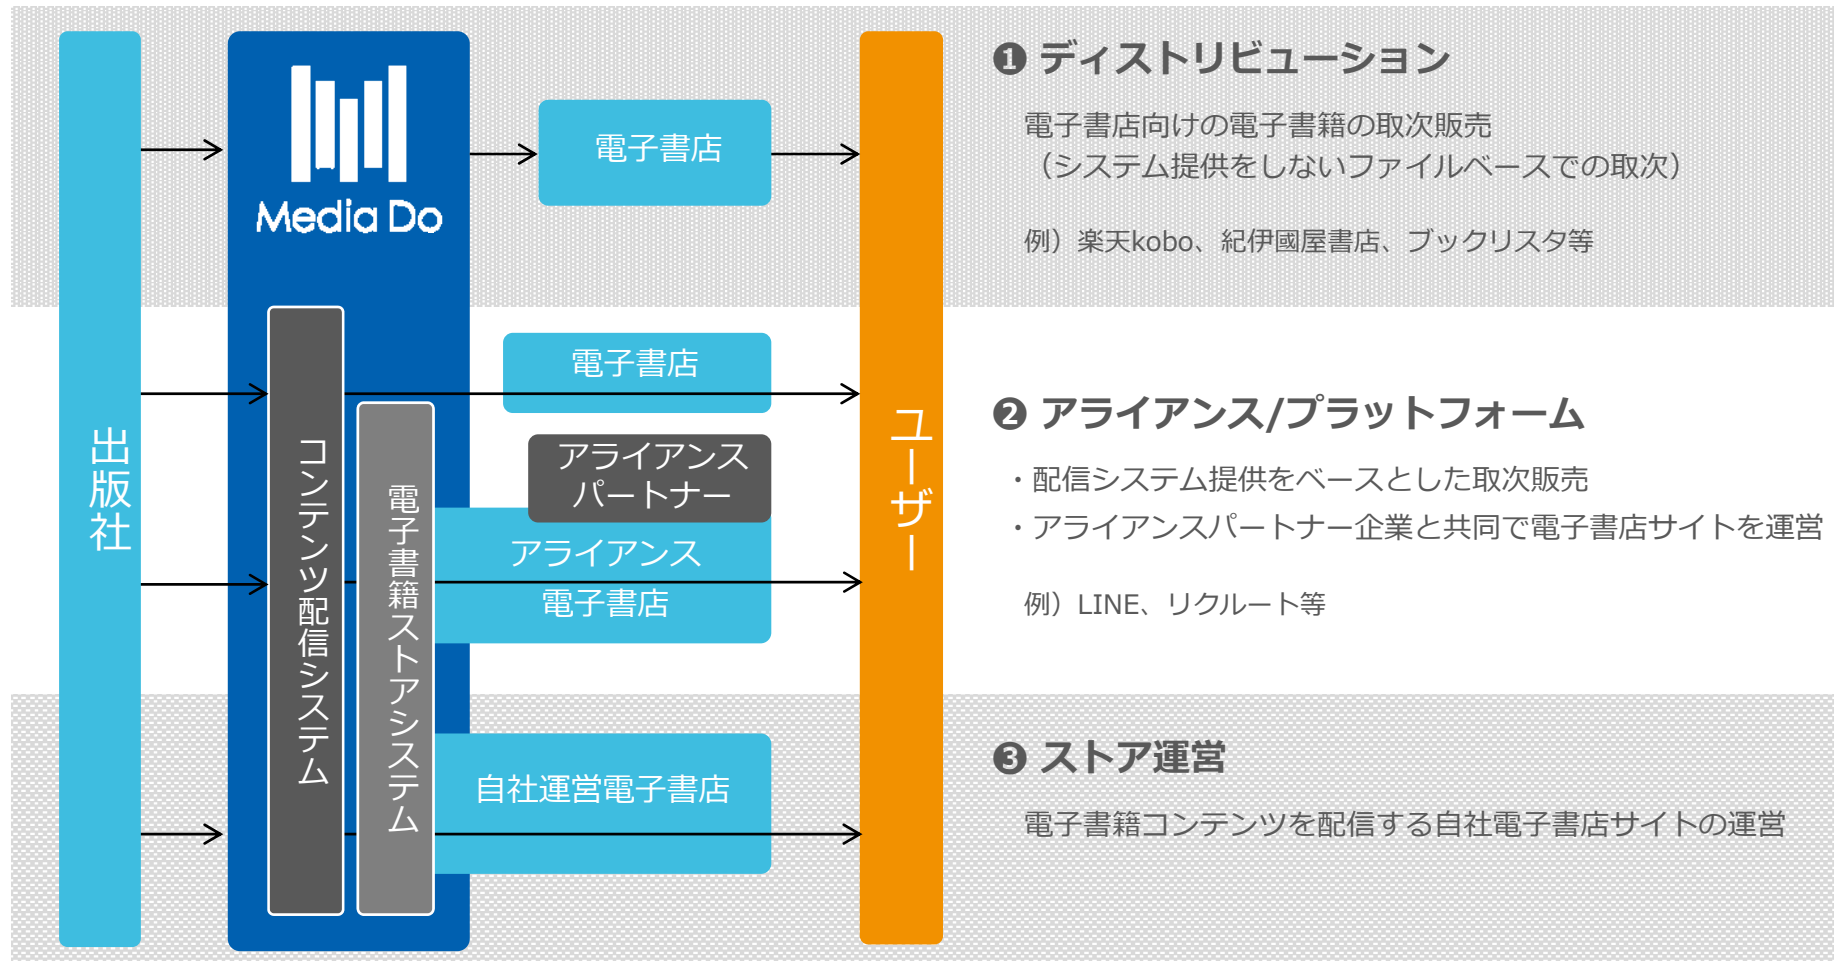 出版社
Media Do
コンテンツ配信システム
電子書籍ストアシステム
電子書店
電子書店
アライアンス
パートナー
アライアンス
電子書店
自社運営電子書店
ユーザー
❶ ディストリビューション
電子書店向けの電子書籍の取次販売
（システム提供をしないファイルベースでの取次）
例）楽天kobo、紀伊國屋書店、ブックリスタ等
❷ アライアンス/プラットフォーム
・配信システム提供をベースとした取次販売
・アライアンスパートナー企業と共同で電子書店サイトを運営
例）LINE、リクルート等
❸ ストア運営
電子書籍コンテンツを配信する自社電子書店サイトの運営